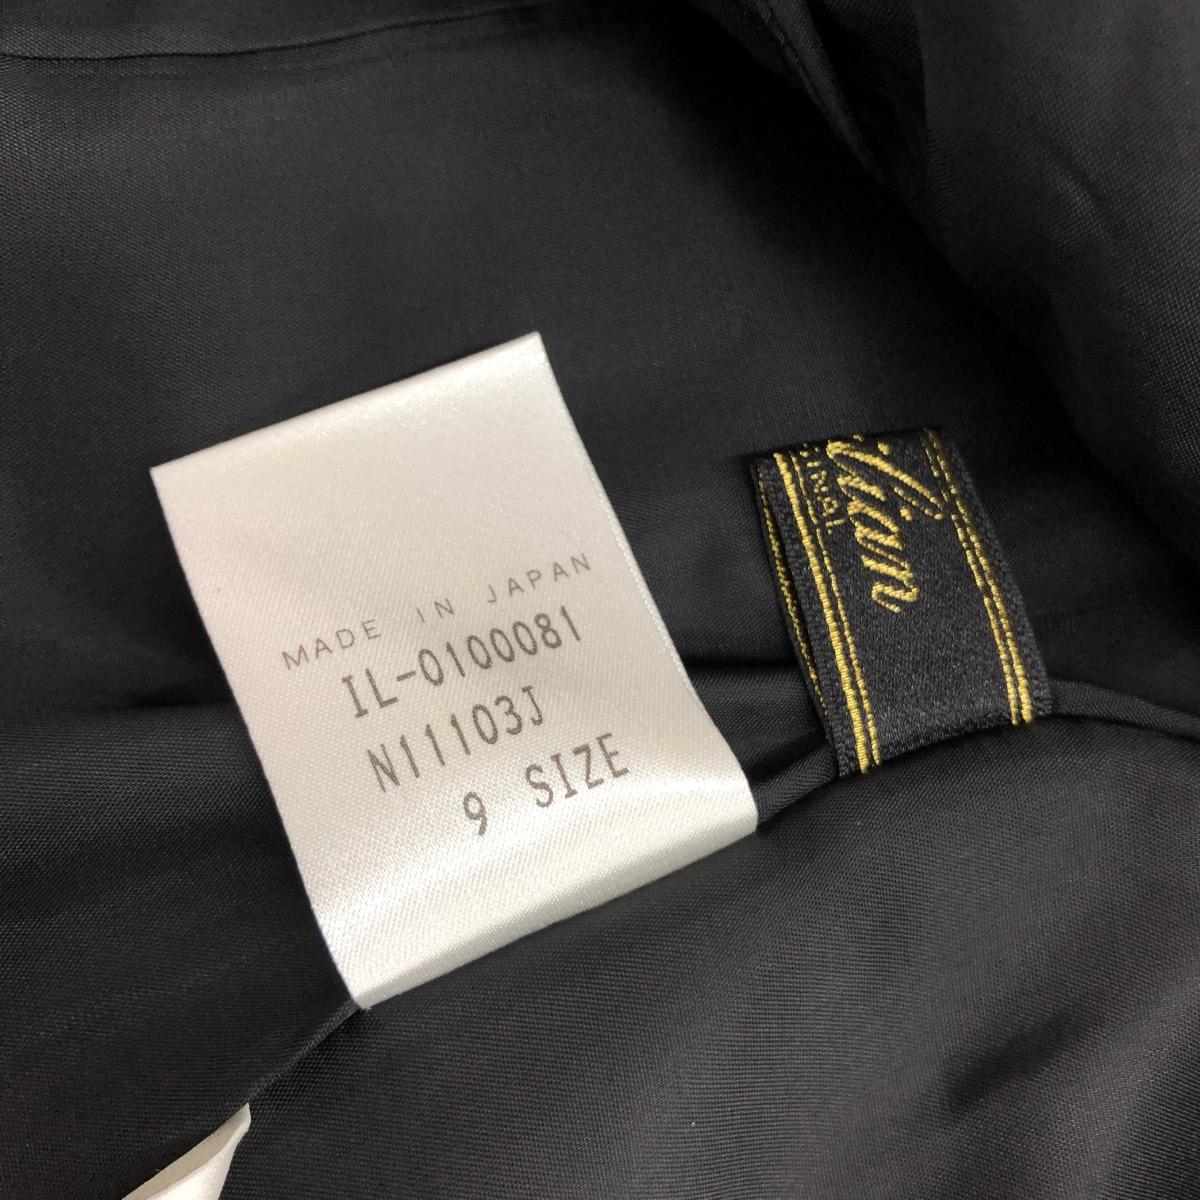 MADE IN JAPAN
IL-0100081
N11103J
9 SIZE